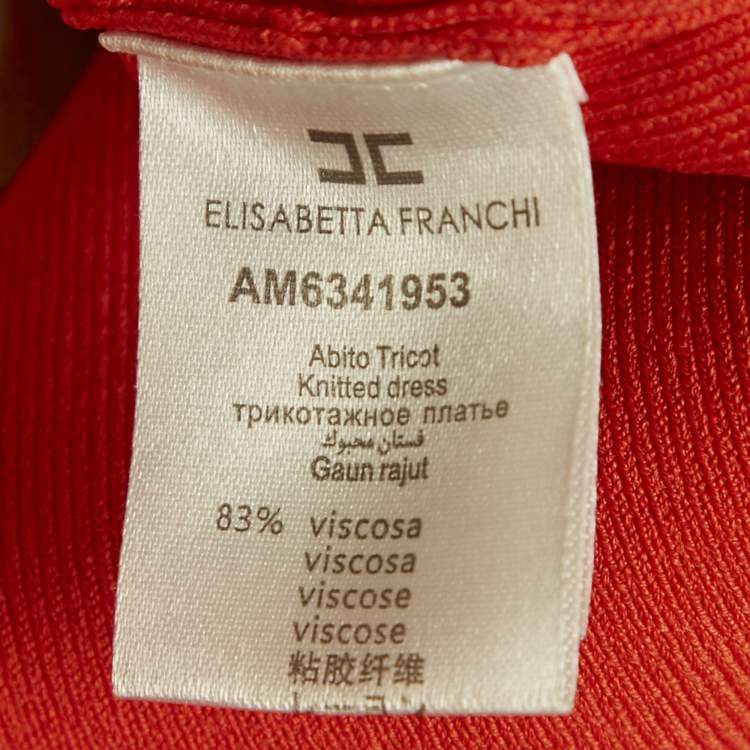 ELISABETTA FRANCHI
AM6341953
Abito Tricot
Knitted dress
трикотажное платье
فستان محبوك
Gaun rajut
83% viscosa
viscosa
viscose
viscose
粘胶纤维